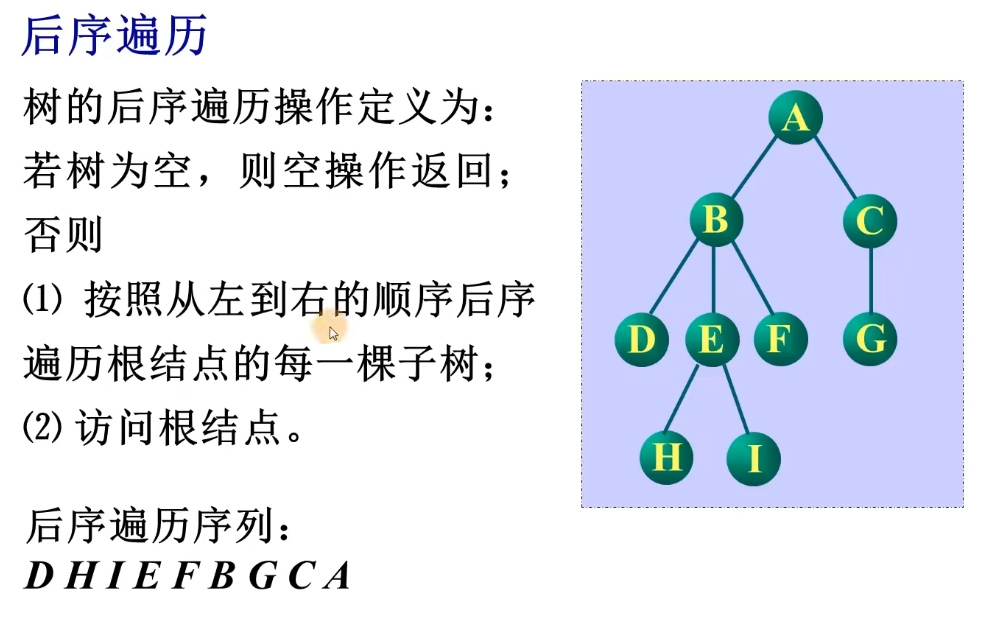 后序遍历
树的后序遍历操作定义为：
若树为空，则空操作返回；
否则
⑴ 按照从左到右的顺序后序
遍历根结点的每一棵子树；
⑵ 访问根结点。
后序遍历序列：
D H I E F B G C A
A
B C
D E F G
H I